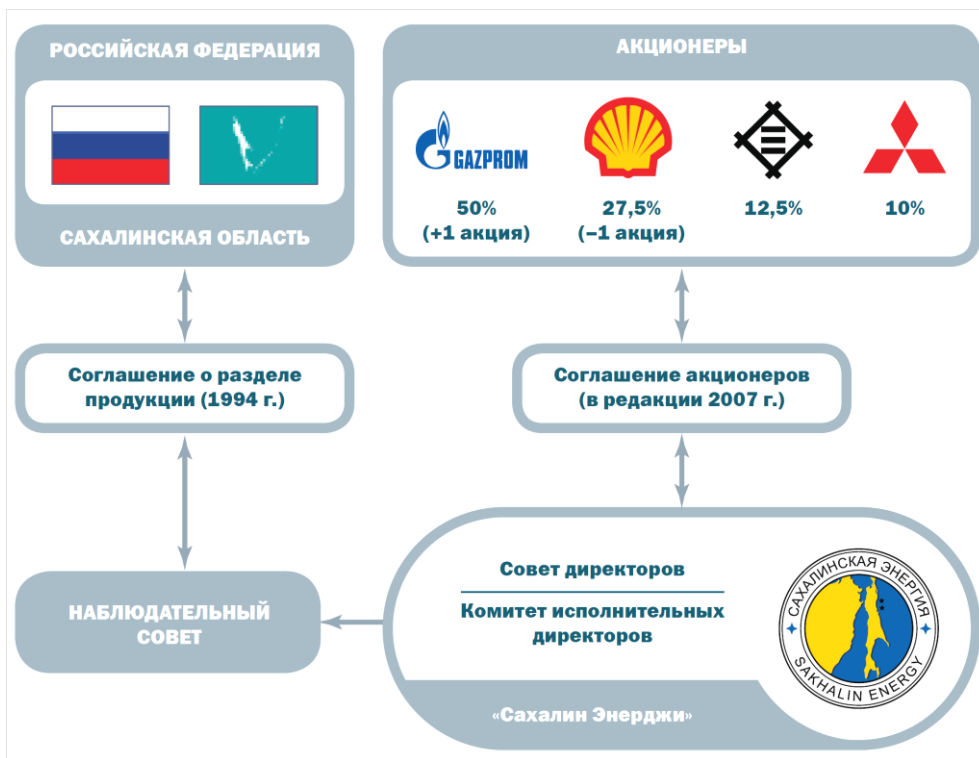 РОССИЙСКАЯ ФЕДЕРАЦИЯ
САХАЛИНСКАЯ ОБЛАСТЬ
АКЦИОНЕРЫ
GAZPROM
50%
(+1 акция)
27,5%
(–1 акция)
12,5%
10%
Соглашение о разделе
продукции (1994 г.)
Соглашение акционеров
(в редакции 2007 г.)
НАБЛЮДАТЕЛЬНЫЙ
СОВЕТ
Совет директоров
Комитет исполнительных
директоров
САХАЛИНСКАЯ ЭНЕРГИЯ
SAKHALIN ENERGY
«Сахалин Энерджи»